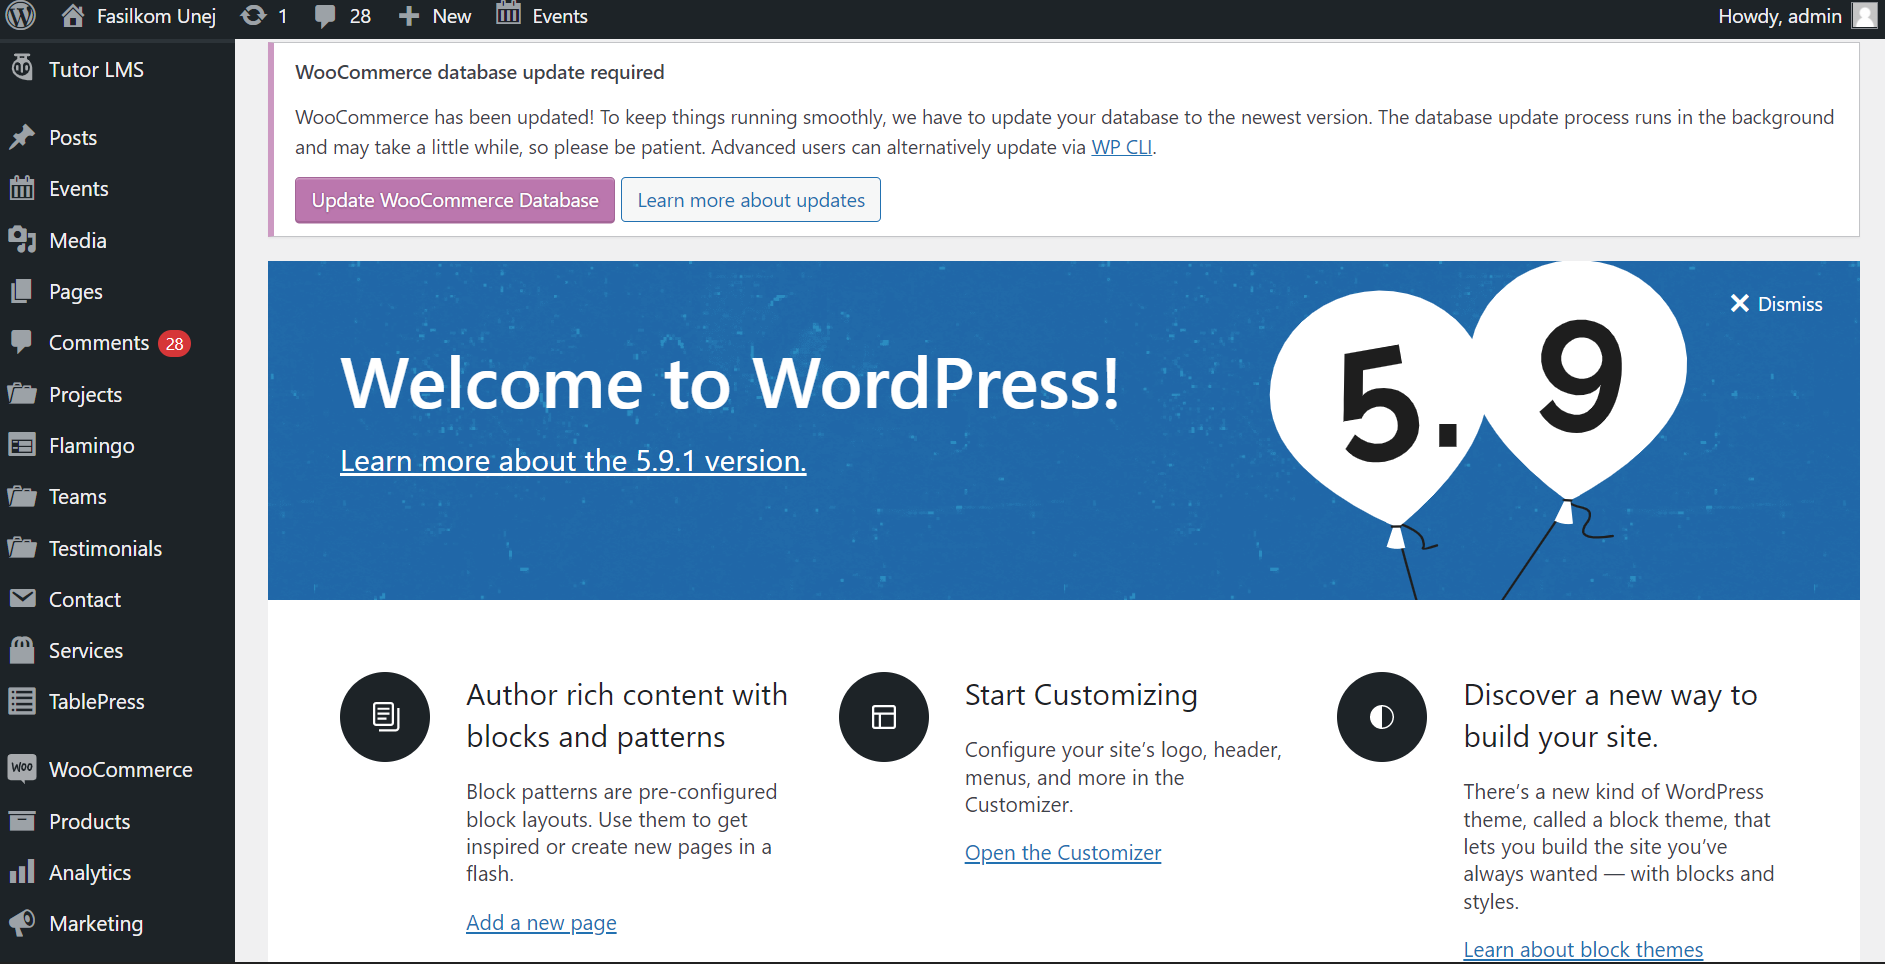 Fasilkom Unej 1 28 New Events Howdy, admin
Tutor LMS
Posts
Events
Media
Pages
Comments 28
Projects
Flamingo
Teams
Testimonials
Contact
Services
TablePress
Woo WooCommerce
Products
Analytics
Marketing
WooCommerce database update required
WooCommerce has been updated! To keep things running smoothly, we have to update your database to the newest version. The database update process runs in the background
and may take a little while, so please be patient. Advanced users can alternatively update via WP CLI.
Update WooCommerce Database Learn more about updates
Dismiss
Welcome to WordPress!
Learn more about the 5.9.1 version.
5.9
Author rich content with
blocks and patterns
Block patterns are pre-configured
block layouts. Use them to get
inspired or create new pages in a
flash.
Add a new page
Start Customizing
Configure your site’s logo, header,
menus, and more in the
Customizer.
Open the Customizer
Discover a new way to
build your site.
There’s a new kind of WordPress
theme, called a block theme, that
lets you build the site you’ve
always wanted — with blocks and
styles.
Learn about block themes